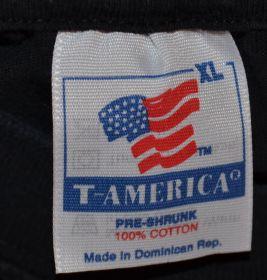 XL
TM
T-AMERICA®
PRE-SHRUNK
100% COTTON
Made in Dominican Rep.